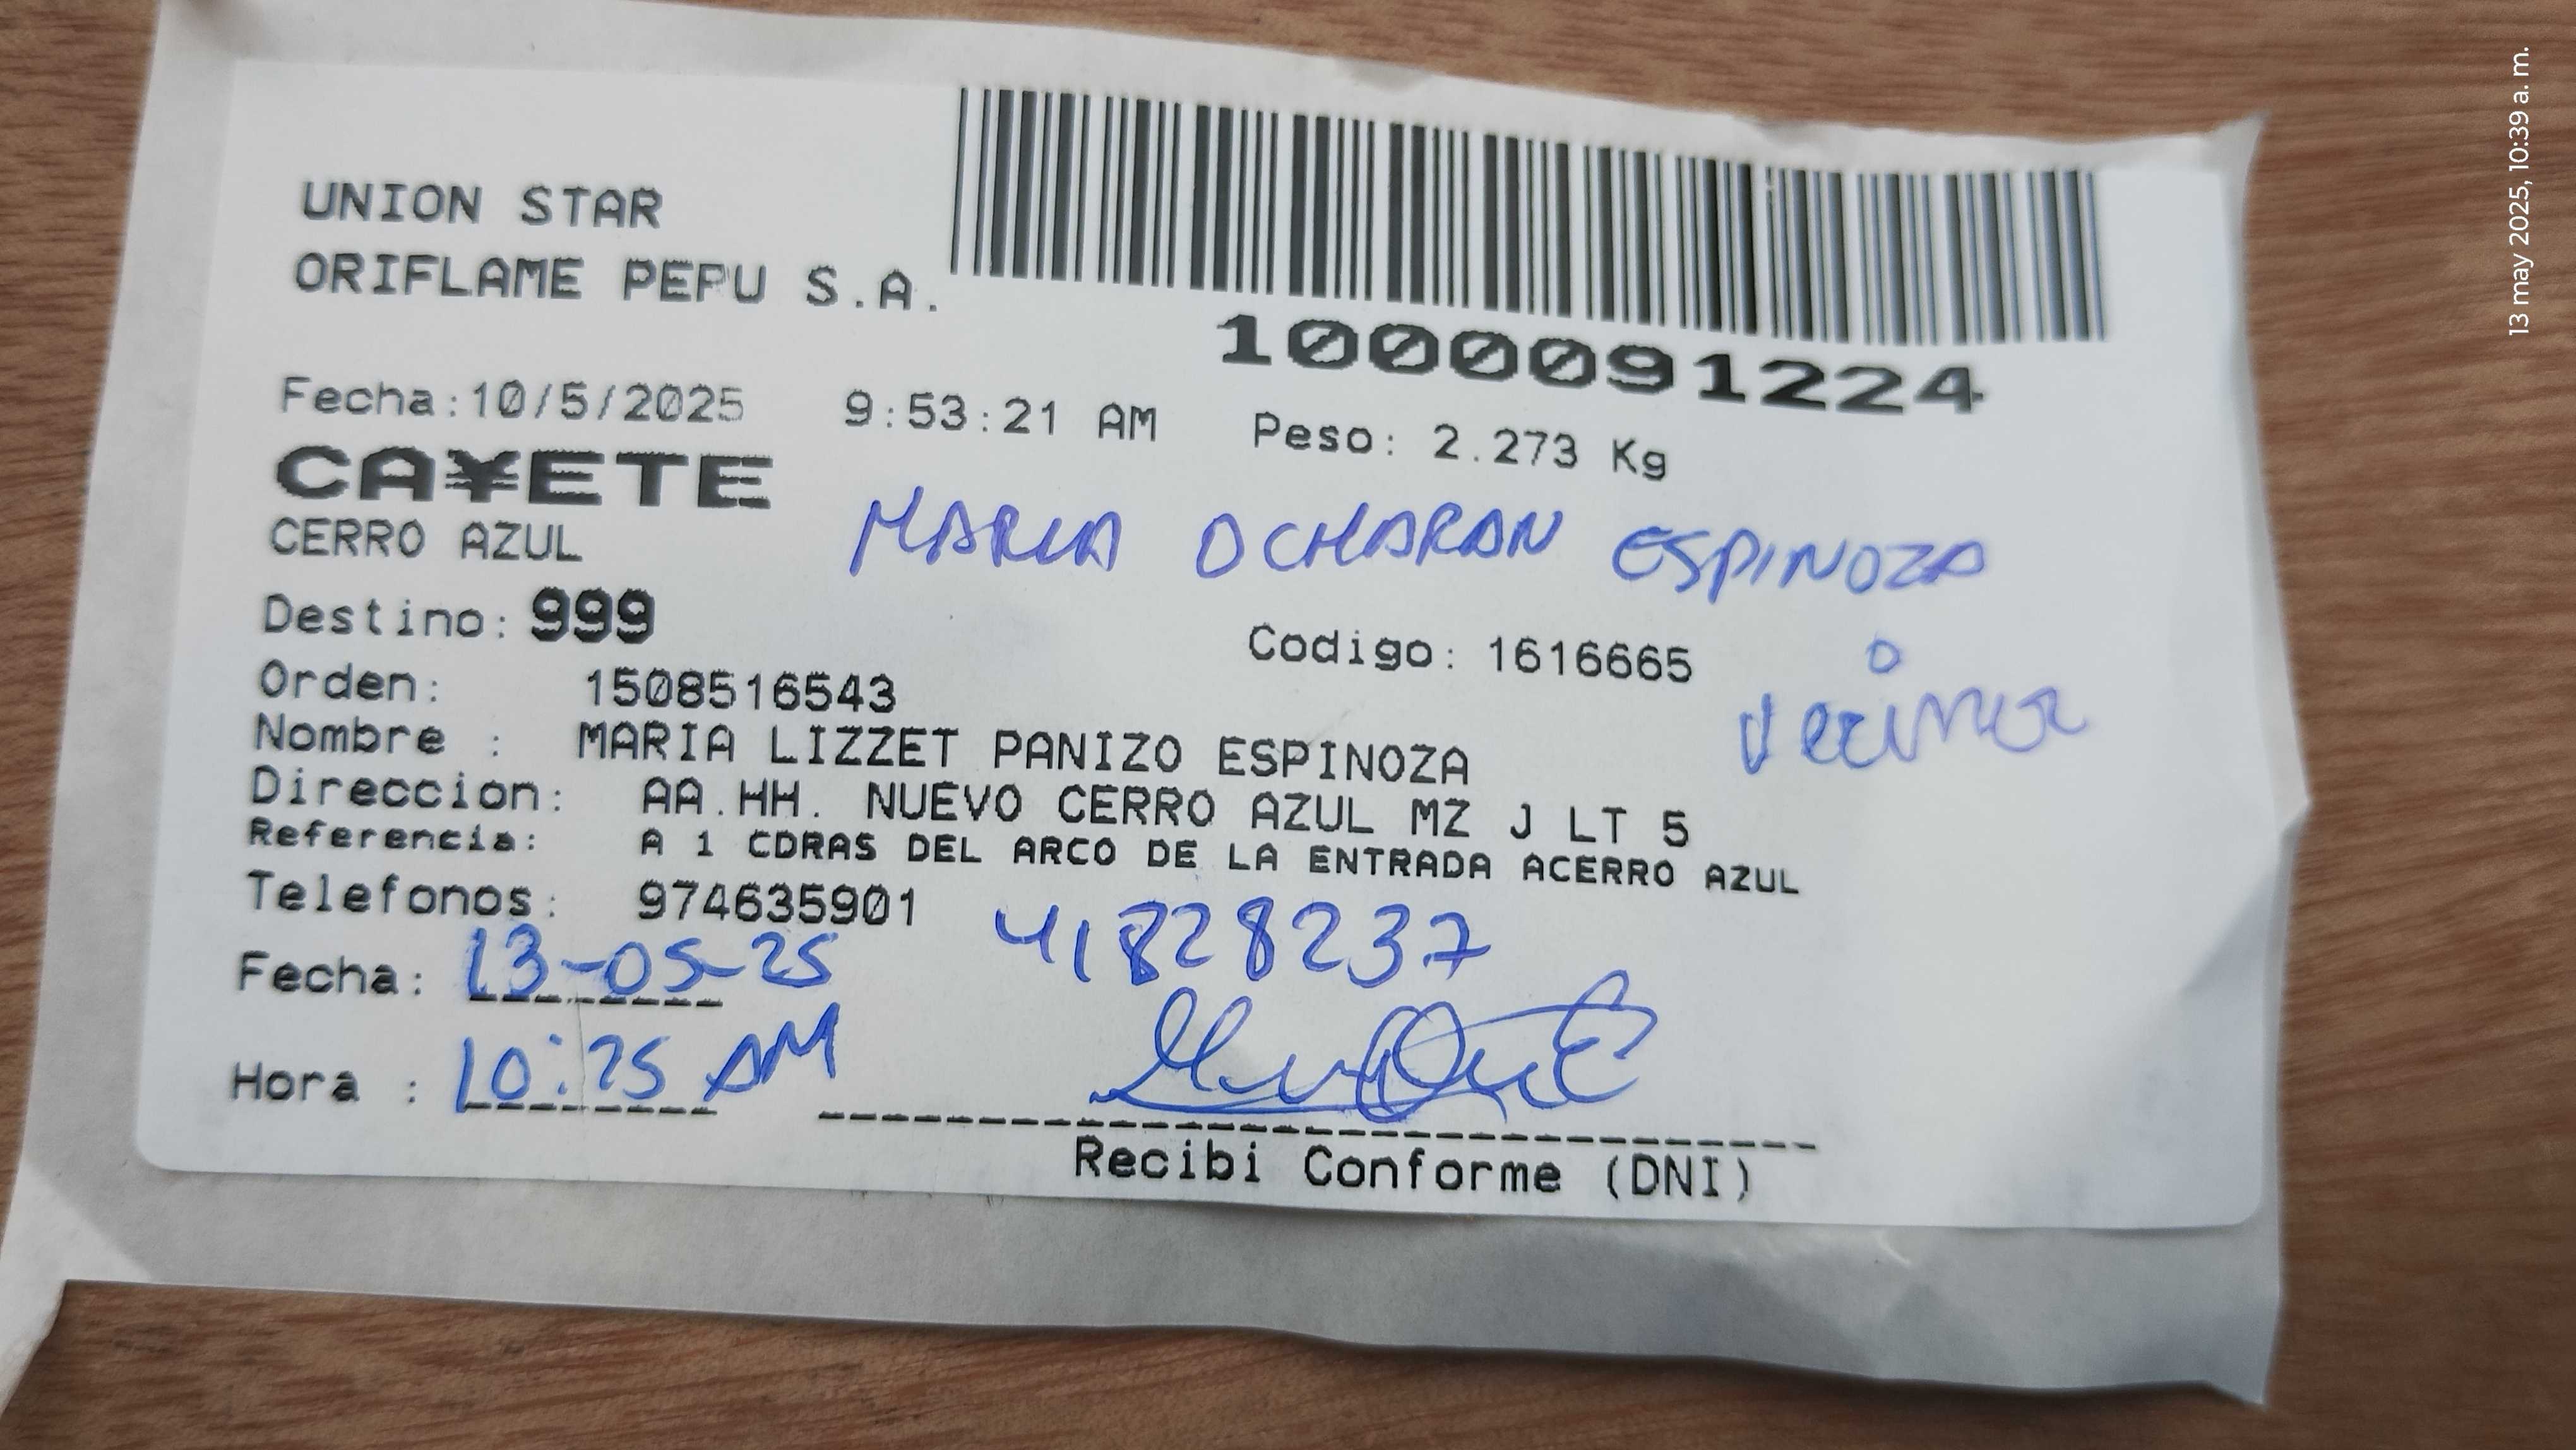 UNION STAR
ORIFLAME PEPU S.A.
1000091224
Fecha:10/5/2025 9:53:21 AM Peso: 2.273 Kg
CA¥ETE
CERRO AZUL
MARIA OCHARAN ESPINOZA
Destino: 999
Codigo: 1616665
Orden: 1508516543
vecina
Nombre : MARIA LIZZET PANIZO ESPINOZA
Direccion: AA.HH. NUEVO CERRO AZUL MZ J LT 5
Referencia: A 1 CDRAS DEL ARCO DE LA ENTRADA ACERRO AZUL
Telefonos: 974635901
41828237
Fecha: 13-05-25
Hora : 10:25 AM
Recibi Conforme (DNI)
13 may 2025, 10:39 a. m.